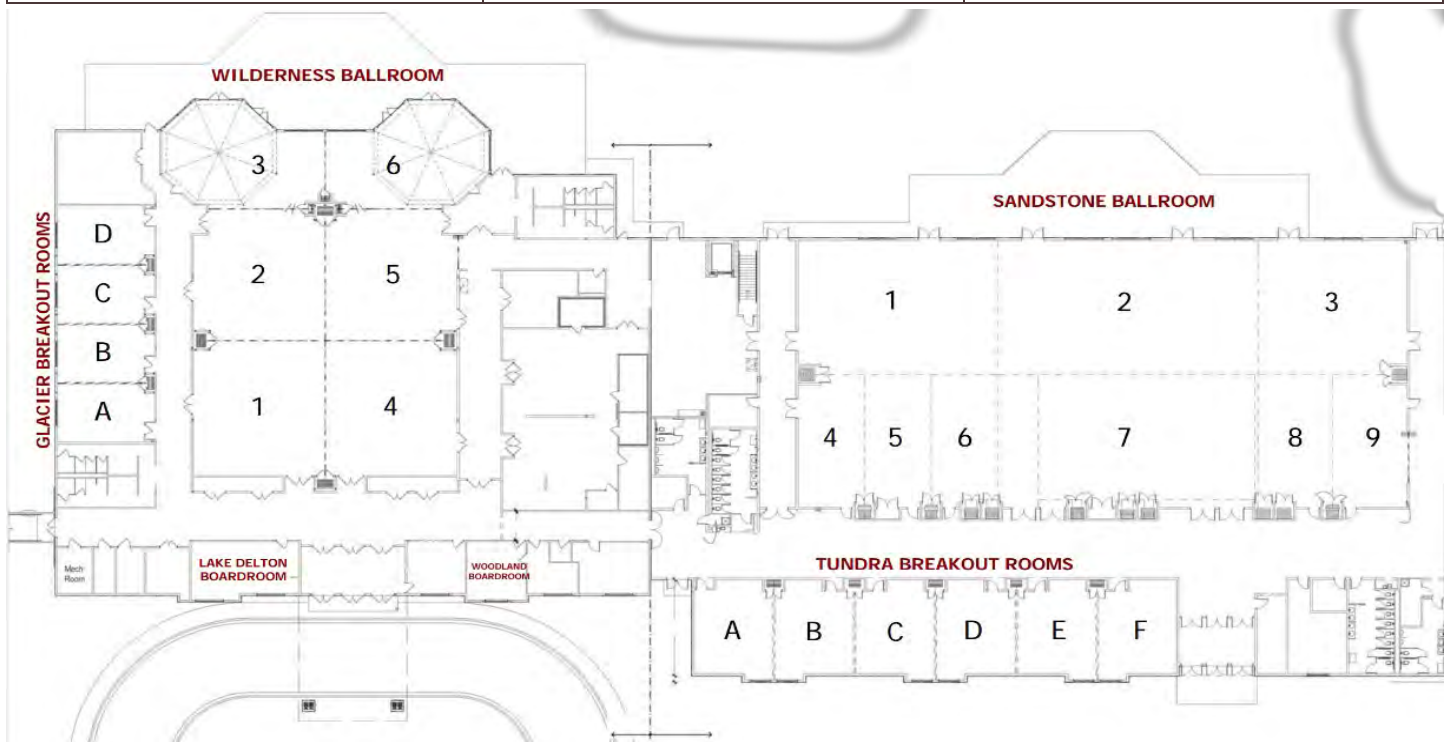 WILDERNESS BALLROOM
3
6
SANDSTONE BALLROOM
GLACIER BREAKOUT ROOMS
D
C
B
A
2
5
1
4
1
2
3
4
5
6
7
8
9
Mech
Room
LAKE DELTON
BOARDROOM
WOODLAND
BOARDROOM
TUNDRA BREAKOUT ROOMS
A
B
C
D
E
F